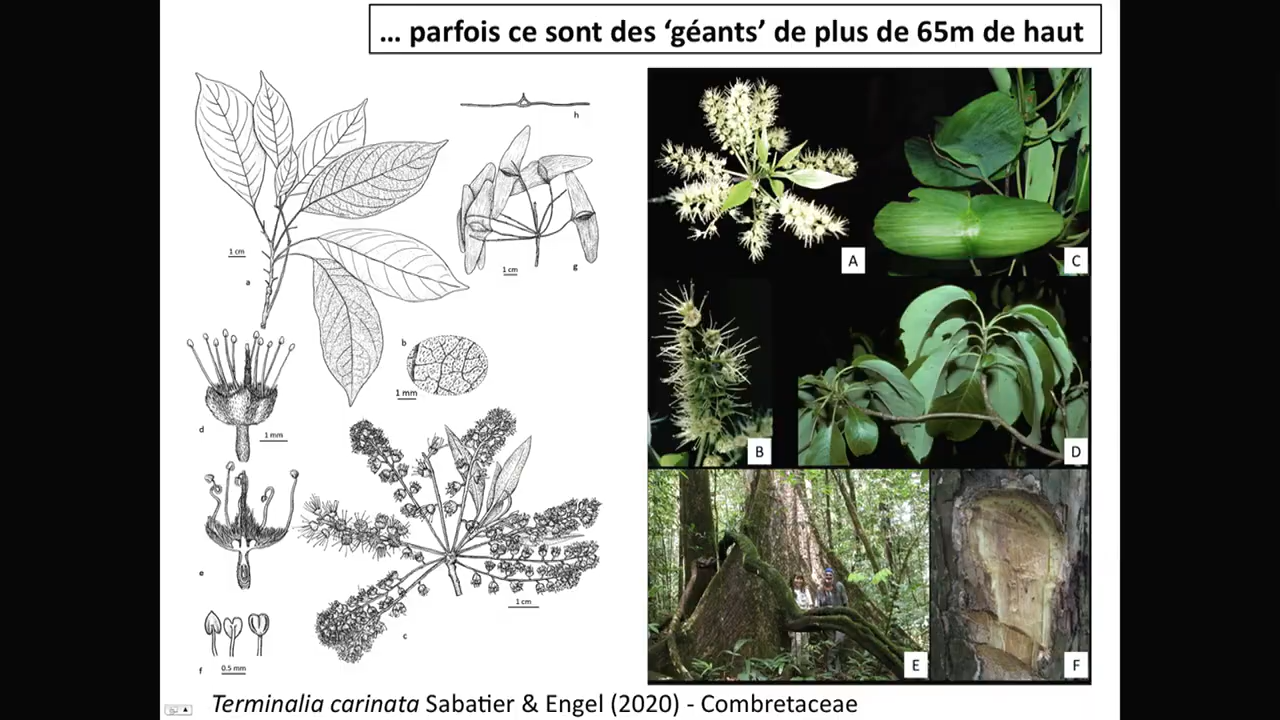 ... parfois ce sont des ‘géants’ de plus de 65m de haut
h
1 cm
a
1 cm
g
b
1 mm
d
1 mm
e
1 cm
c
f
0.5 mm
A
C
B
D
E
F
Terminalia carinata Sabatier & Engel (2020) - Combretaceae